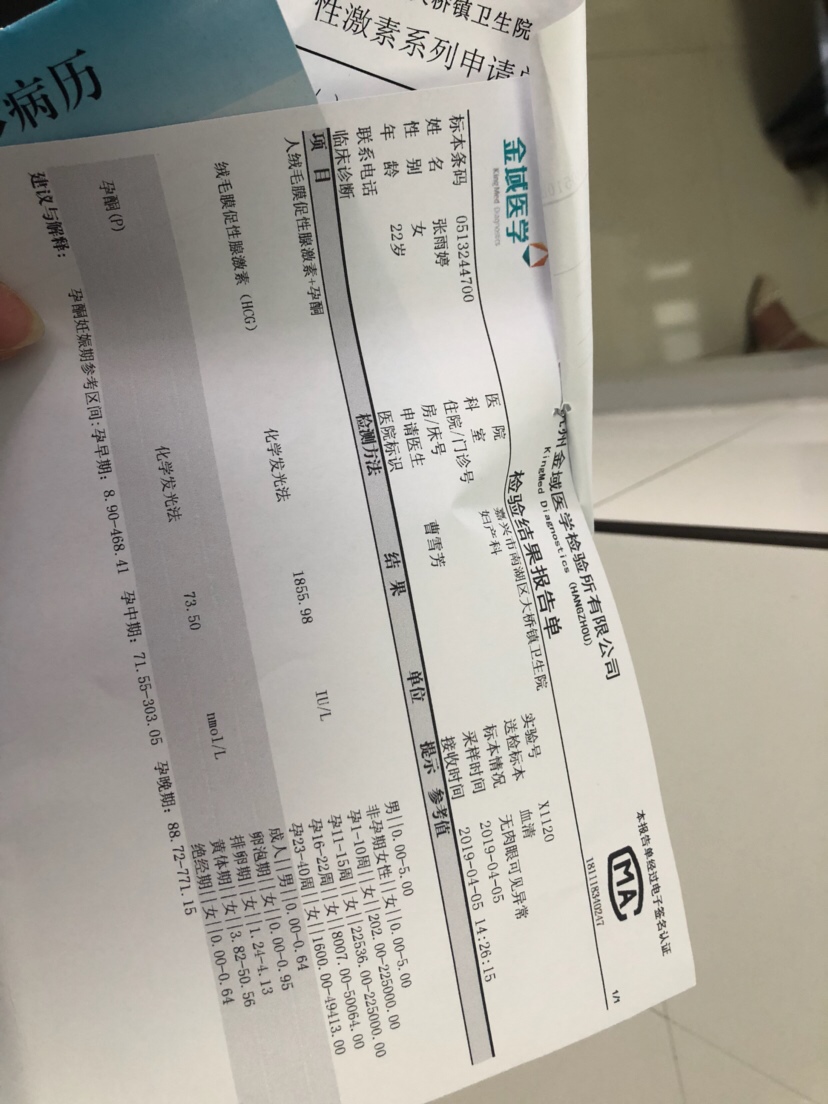 病历
大桥镇卫生院
性激素系列申请
金域医学
KingMed Diagnostics
州金域医学检验所有限公司
KingMed Diagnostics (HANGZHOU)
检验结果报告单
本报告单经过电子签名认证
MA
181118340247
1/1
标本条码 0513244700 医院 嘉兴市南湖区大桥镇卫生院 实验号 X1120
姓名 张雨婷 科室 妇产科 送检标本 血清
性别 女 住院/门诊号 标本情况 无肉眼可见异常
年龄 22岁 房/床号 采样时间 2019-04-05
联系电话 申请医生 曹雪芳 接收时间 2019-04-05 14:26:15
临床诊断 医院标识
项目 检测方法 结果 单位 提示 参考值
人绒毛膜促性腺激素+孕酮
绒毛膜促性腺激素 (HCG) 化学发光法 1855.98 IU/L
男||0.00-5.00
非孕期女性||女||0.00-5.00
孕1-10周||女||202.00-225000.00
孕11-15周||女||22536.00-225000.00
孕16-22周||女||8007.00-50064.00
孕23-40周||女||1600.00-49413.00
孕酮(P) 化学发光法 73.50 nmol/L
成人||男||0.00-0.64
卵泡期||女||0.00-0.95
排卵期||女||1.24-4.13
黄体期||女||3.82-50.56
绝经期||女||0.00-0.64
建议与解释:
孕酮妊娠期参考区间:孕早期: 8.90-468.41 孕中期: 71.55-303.05 孕晚期: 88.72-771.15